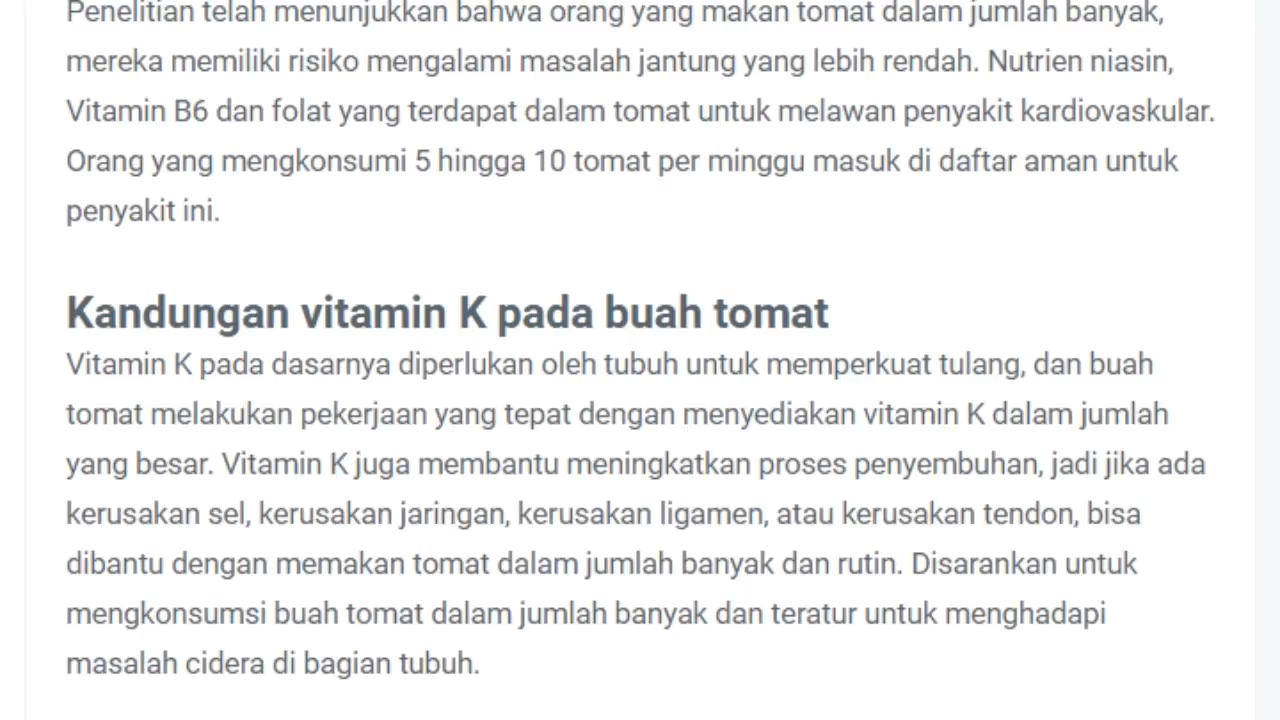 Penelitian telah menunjukkan bahwa orang yang makan tomat dalam jumlah banyak,
mereka memiliki risiko mengalami masalah jantung yang lebih rendah. Nutrien niasin,
Vitamin B6 dan folat yang terdapat dalam tomat untuk melawan penyakit kardiovaskular.
Orang yang mengkonsumi 5 hingga 10 tomat per minggu masuk di daftar aman untuk
penyakit ini.
Kandungan vitamin K pada buah tomat
Vitamin K pada dasarnya diperlukan oleh tubuh untuk memperkuat tulang, dan buah
tomat melakukan pekerjaan yang tepat dengan menyediakan vitamin K dalam jumlah
yang besar. Vitamin K juga membantu meningkatkan proses penyembuhan, jadi jika ada
kerusakan sel, kerusakan jaringan, kerusakan ligamen, atau kerusakan tendon, bisa
dibantu dengan memakan tomat dalam jumlah banyak dan rutin. Disarankan untuk
mengkonsumsi buah tomat dalam jumlah banyak dan teratur untuk menghadapi
masalah cidera di bagian tubuh.